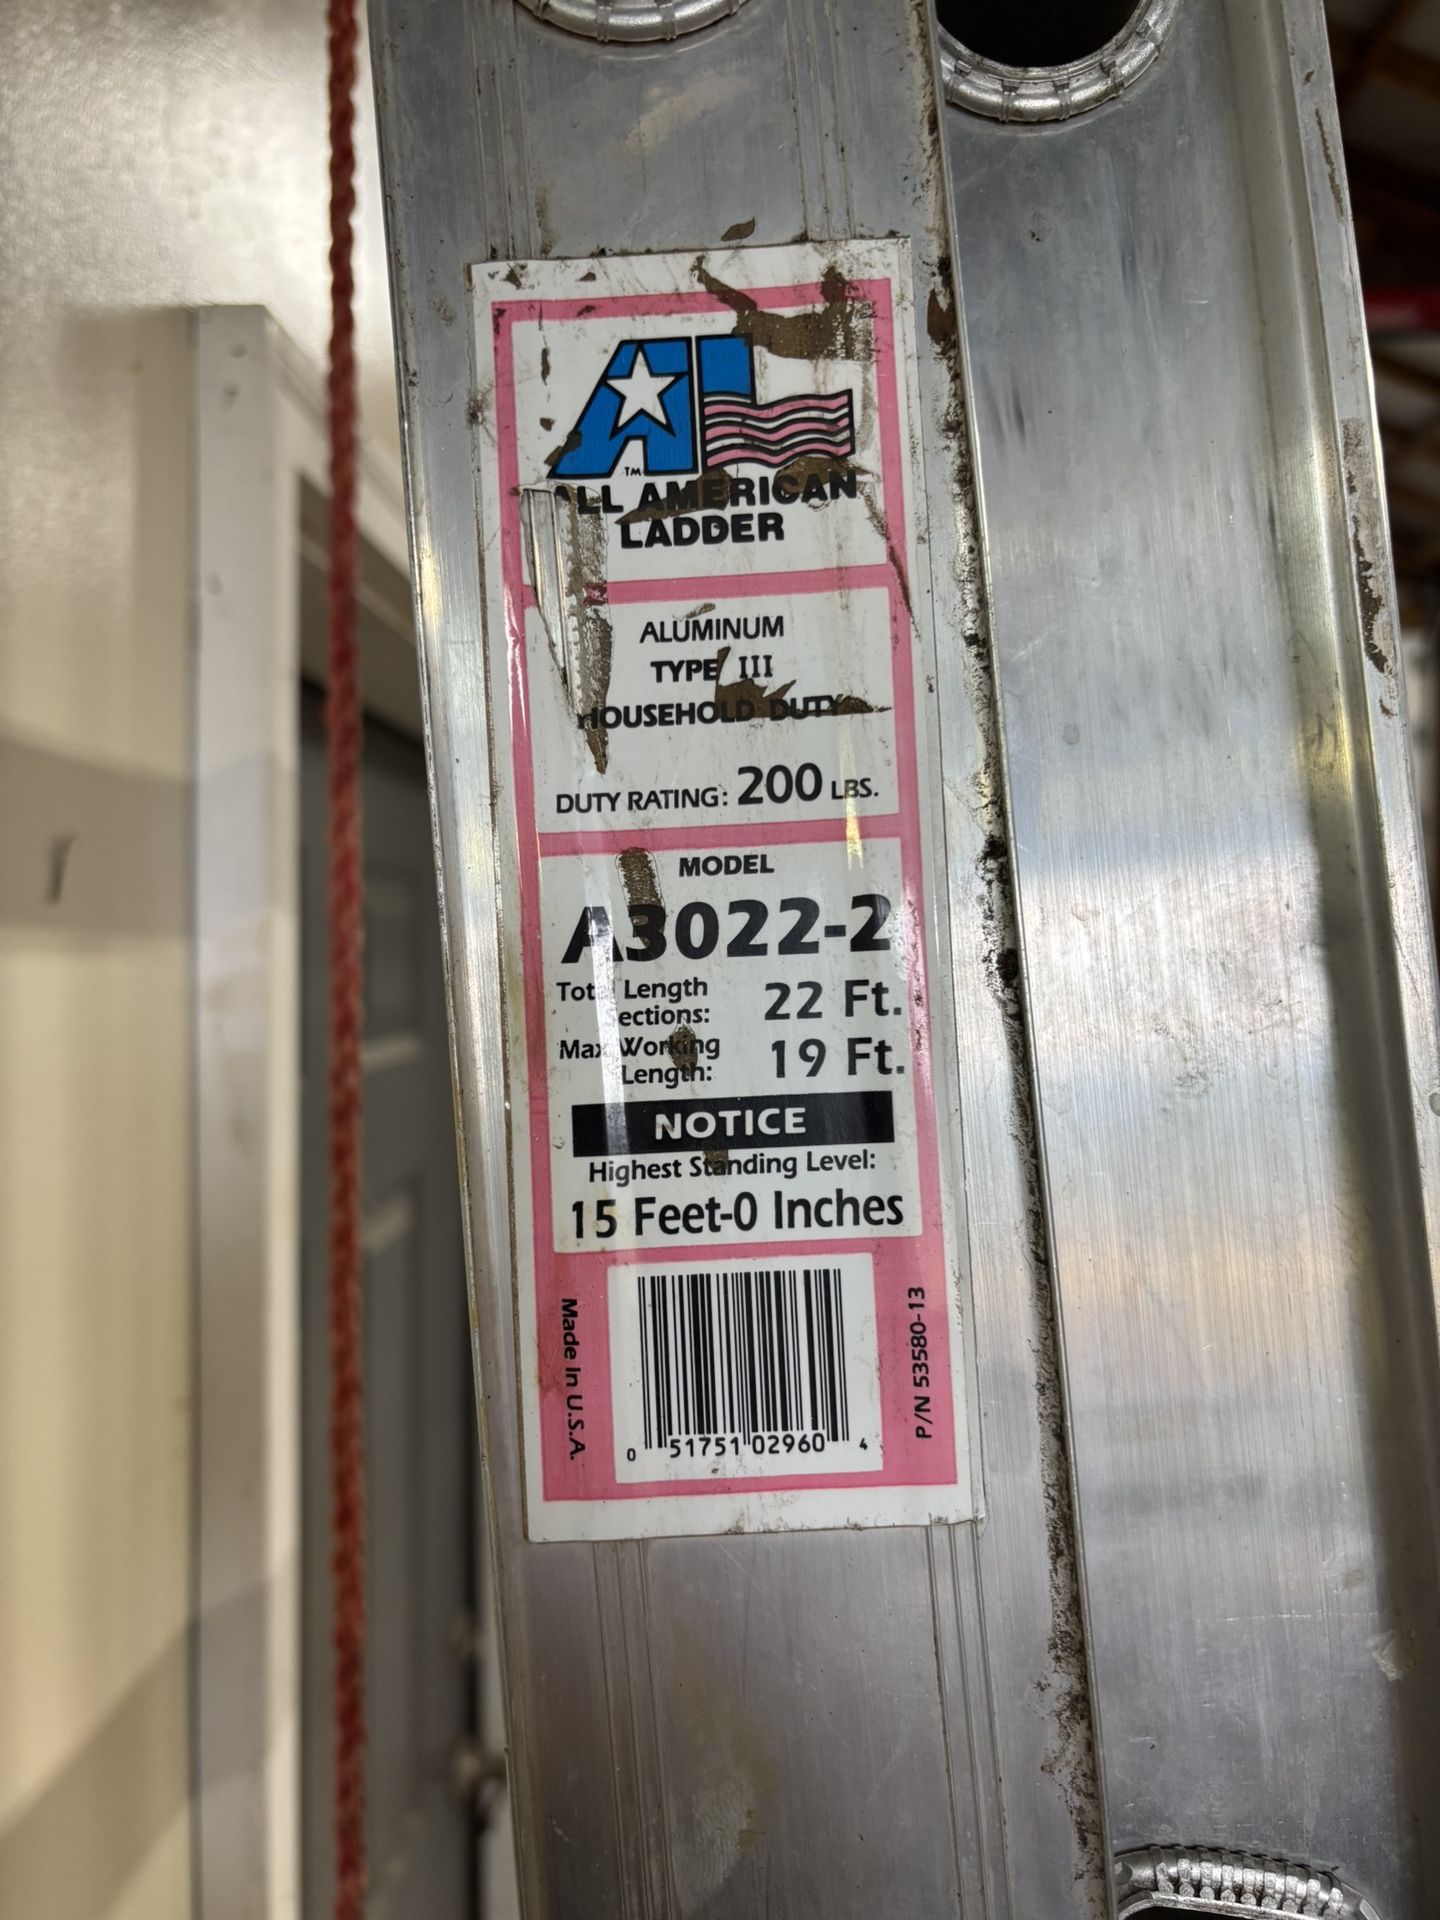 AL
TM
ALL AMERICAN
LADDER
ALUMINUM
TYPE III
HOUSEHOLD DUTY
DUTY RATING: 200 LBS.
MODEL
A3022-2
Total Length
Sections: 22 Ft.
Max Working
Length: 19 Ft.
NOTICE
Highest Standing Level:
15 Feet-0 Inches
Made In U.S.A.
0 51751 02960 4
P/N 53580-13